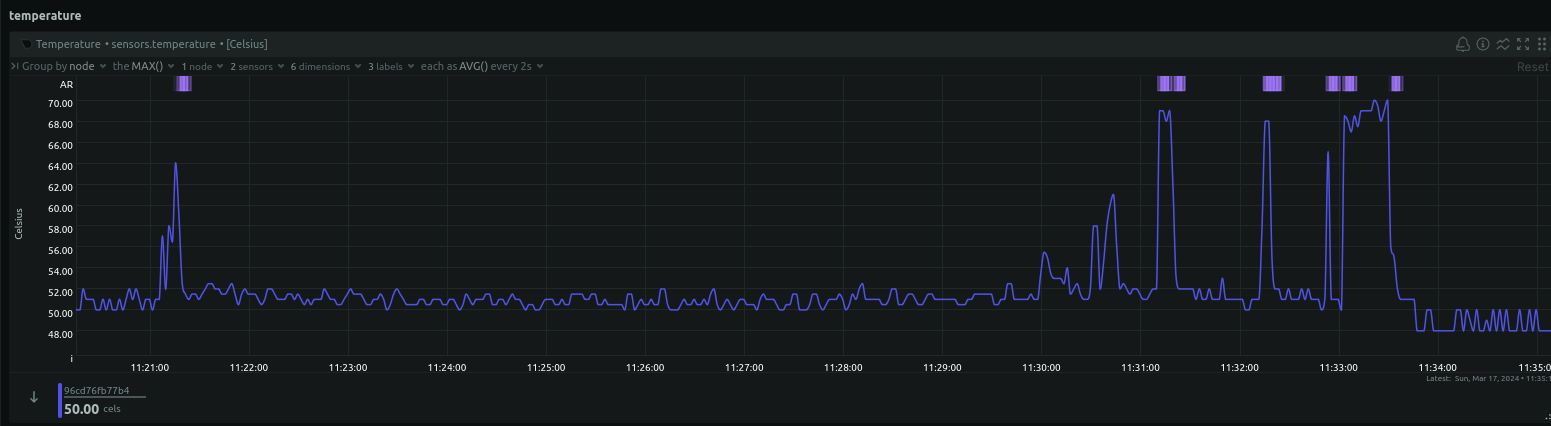 temperature
Temperature • sensors.temperature • [Celsius]
Group by node the MAX() 1 node 2 sensors 6 dimensions 3 labels each as AVG() every 2s
Reset
AR
70.00
68.00
66.00
64.00
62.00
60.00
58.00
56.00
54.00
52.00
50.00
48.00
Celsius
i
11:21:00 11:22:00 11:23:00 11:24:00 11:25:00 11:26:00 11:27:00 11:28:00 11:29:00 11:30:00 11:31:00 11:32:00 11:33:00 11:34:00 11:35:0
Latest: Sun, Mar 17, 2024 • 11:35:1
96cd76fb77b4
50.00 cels